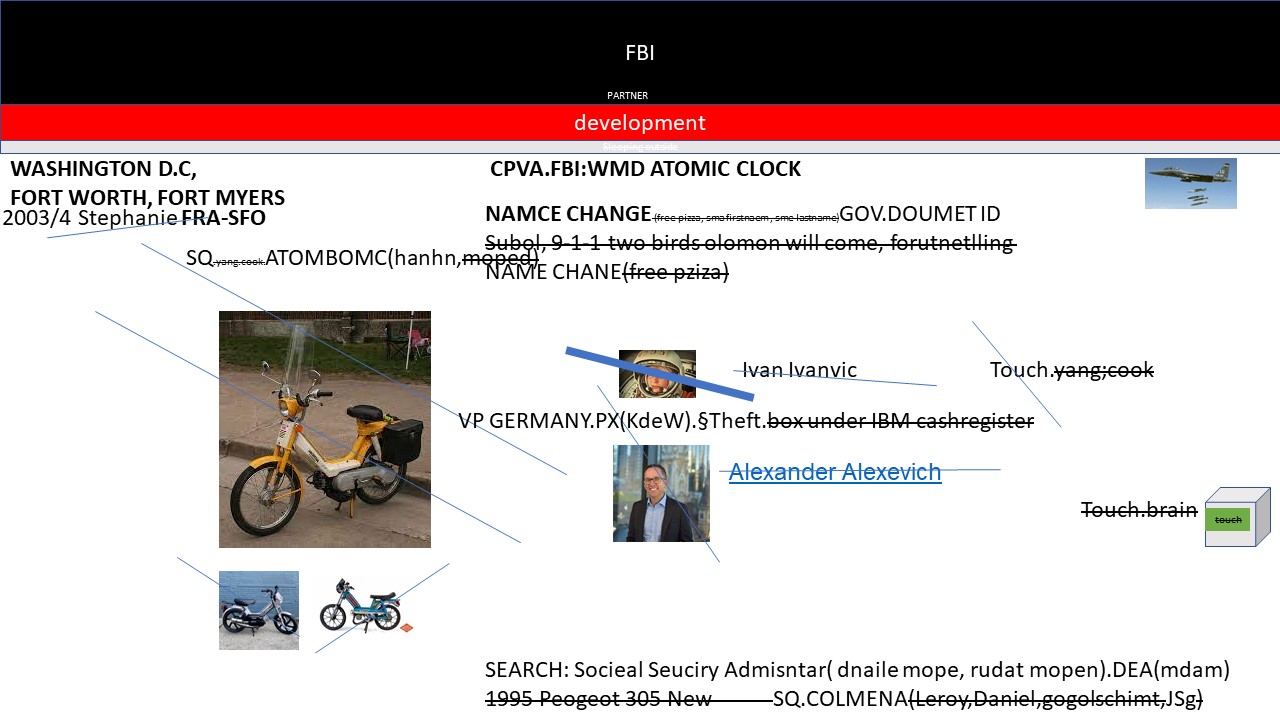 FBI
PARTNER
development
Sleeping outside
WASHINGTON D.C,
FORT WORTH, FORT MYERS
2003/4 Stephanie FRA-SFO
SQ.yang.cook.ATOMBOMC(hanhn,moped)
CPVA.FBI:WMD ATOMIC CLOCK
NAMCE CHANGE (free pizza, smafirstnaem, sme lastname)GOV.DOUMET ID
Subol, 9-1-1 two birds olomon will come, forutnetlling
NAME CHANE(free pziza)
Ivan Ivanvic
Touch.yang;cook
VP GERMANY.PX(KdeW).§Theft.box under IBM cashregister
Alexander Alexevich
Touch.brain
touch
SEARCH: Socieal Seuciry Admisntar( dnaile mope, rudat mopen).DEA(mdam)
1995 Peogeot 305 New SQ.COLMENA(Leroy,Daniel,gogolschimt,JSg)